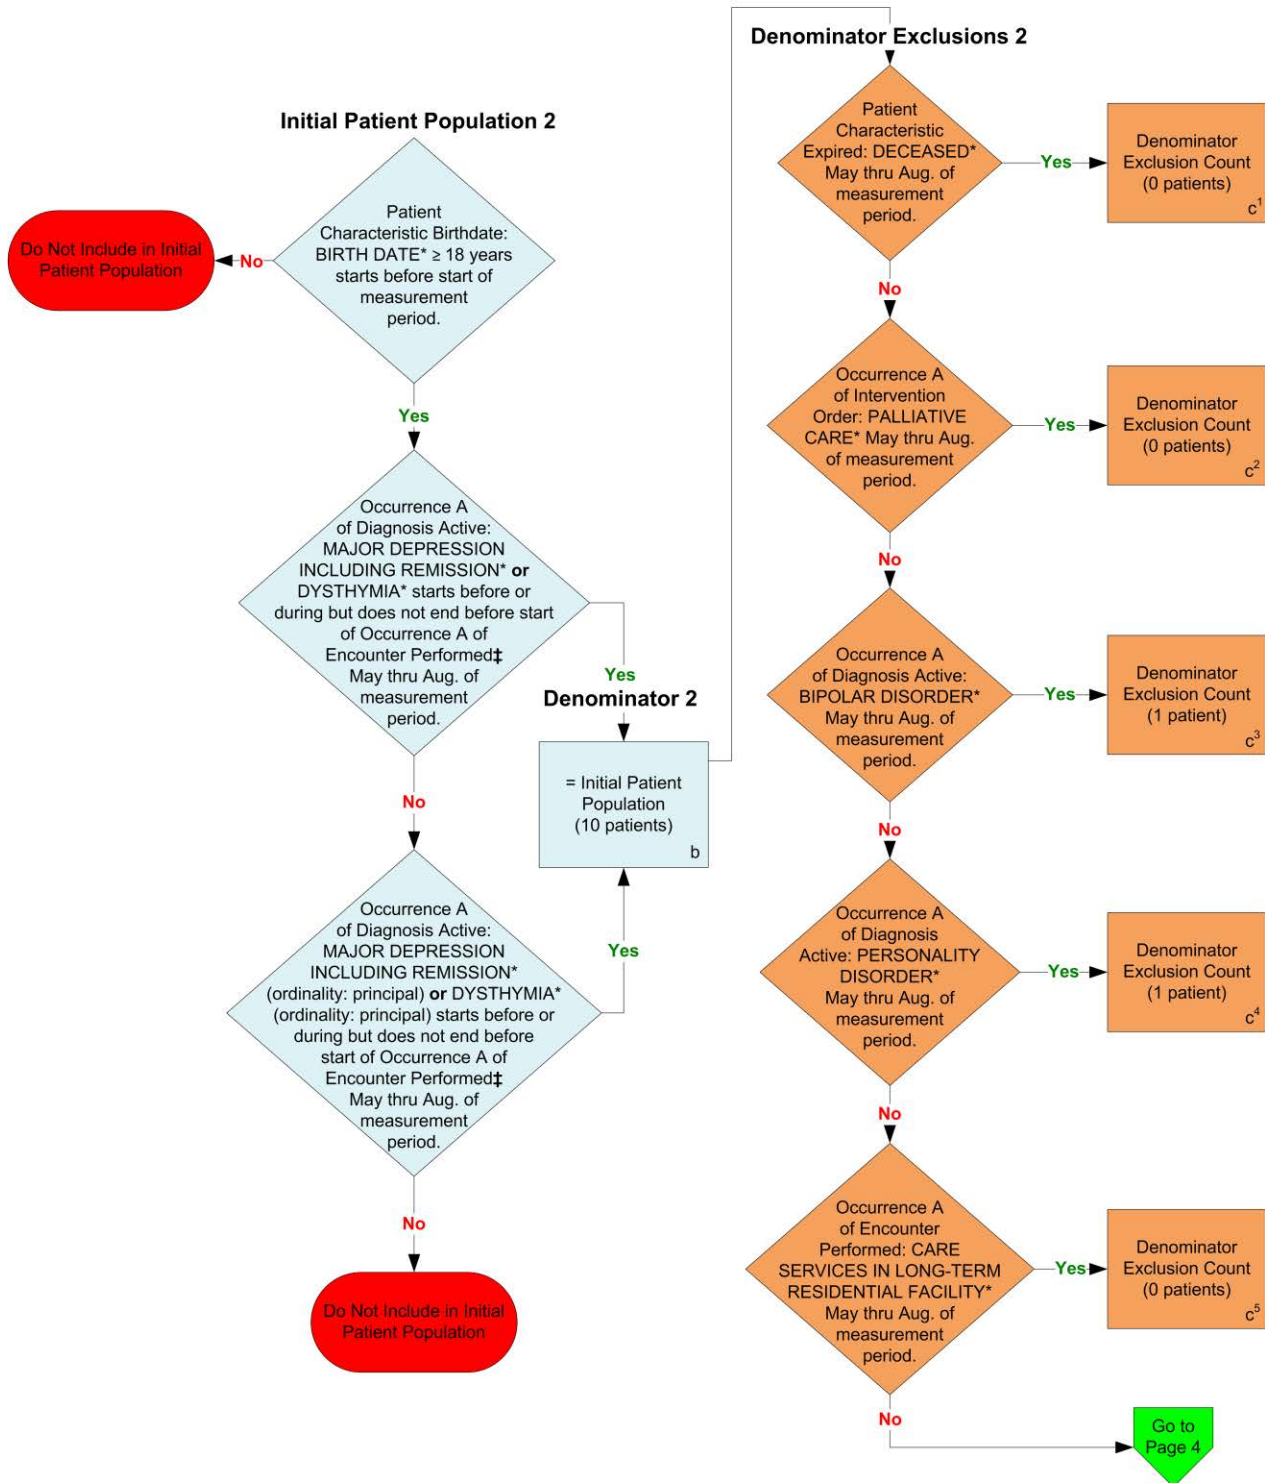 Initial Patient Population 2
Patient
Characteristic Birthdate:
BIRTH DATE* ≥ 18 years
starts before start of
measurement
period.
No
Do Not Include in Initial
Patient Population
Yes
Occurrence A
of Diagnosis Active:
MAJOR DEPRESSION
INCLUDING REMISSION* or
DYSTHYMIA* starts before or
during but does not end before start
of Occurrence A of
Encounter Performed‡
May thru Aug. of
measurement
period.
Yes
No
Occurrence A
of Diagnosis Active:
MAJOR DEPRESSION
INCLUDING REMISSION*
(ordinality: principal) or DYSTHYMIA*
(ordinality: principal) starts before or
during but does not end before
start of Occurrence A of
Encounter Performed‡
May thru Aug. of
measurement
period.
Yes
No
Do Not Include in Initial
Patient Population
Denominator 2
= Initial Patient
Population
(10 patients)
b
Denominator Exclusions 2
Patient
Characteristic
Expired: DECEASED*
May thru Aug. of
measurement
period.
Yes
Denominator
Exclusion Count
(0 patients)
c¹
No
Occurrence A
of Intervention
Order: PALLIATIVE
CARE* May thru Aug.
of measurement
period.
Yes
Denominator
Exclusion Count
(0 patients)
c²
No
Occurrence A
of Diagnosis Active:
BIPOLAR DISORDER*
May thru Aug. of
measurement
period.
Yes
Denominator
Exclusion Count
(1 patient)
c³
No
Occurrence A
of Diagnosis
Active: PERSONALITY
DISORDER*
May thru Aug. of
measurement
period.
Yes
Denominator
Exclusion Count
(1 patient)
c⁴
No
Occurrence A
of Encounter
Performed: CARE
SERVICES IN LONG-TERM
RESIDENTIAL FACILITY*
May thru Aug. of
measurement
period.
Yes
Denominator
Exclusion Count
(0 patients)
c⁵
No
Go to
Page 4